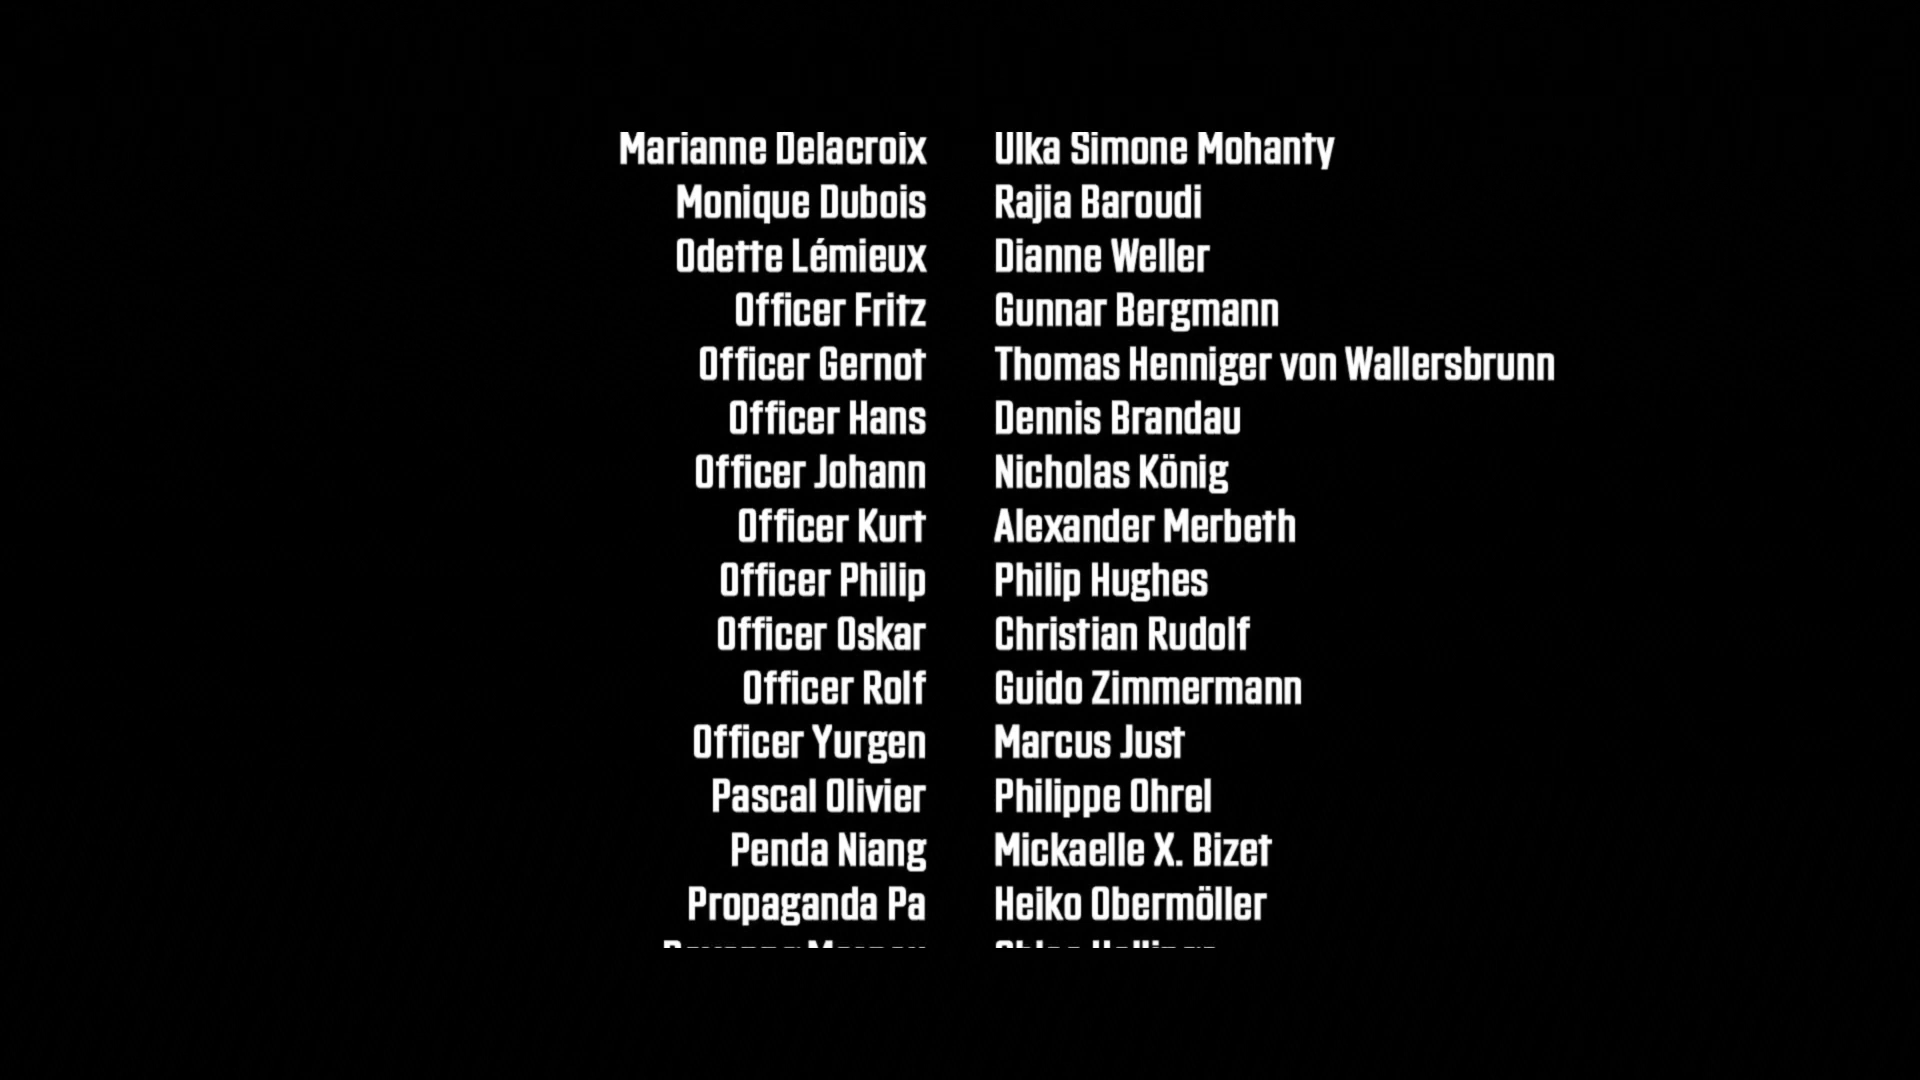 Marianne Delacroix Ulka Simone Mohanty
Monique Dubois Rajia Baroudi
Odette Lémieux Dianne Weller
Officer Fritz Gunnar Bergmann
Officer Gernot Thomas Henniger von Wallersbrunn
Officer Hans Dennis Brandau
Officer Johann Nicholas König
Officer Kurt Alexander Merbeth
Officer Philip Philip Hughes
Officer Oskar Christian Rudolf
Officer Rolf Guido Zimmermann
Officer Yurgen Marcus Just
Pascal Olivier Philippe Ohrel
Penda Niang Mickaelle X. Bizet
Propaganda Pa Heiko Obermöller